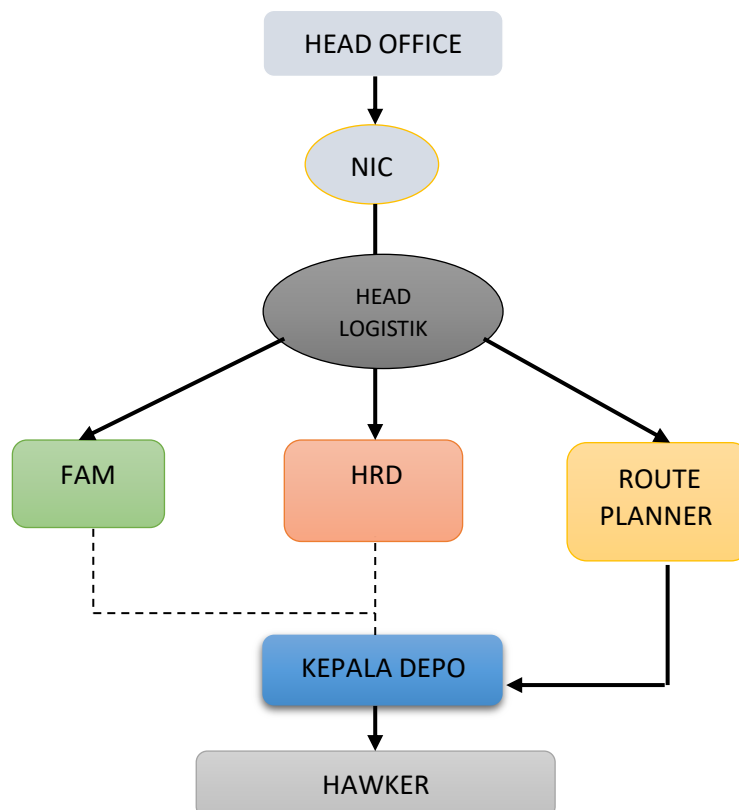 HEAD OFFICE
NIC
HEAD
LOGISTIK
FAM
HRD
ROUTE
PLANNER
KEPALA DEPO
HAWKER